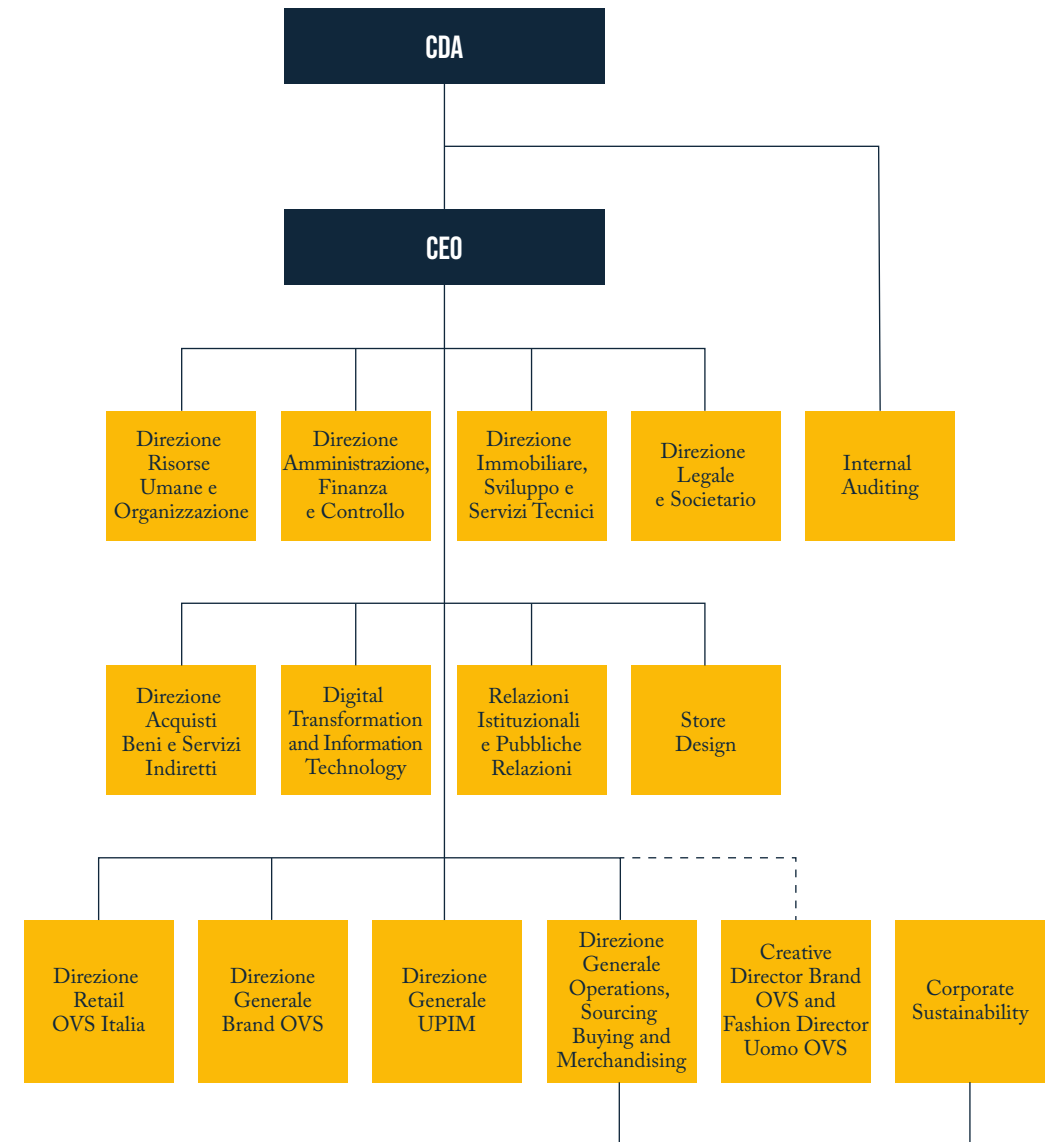 CDA
CEO
Direzione
Risorse
Umane e
Organizzazione
Direzione
Amministrazione,
Finanza
e Controllo
Direzione
Immobiliare,
Sviluppo e
Servizi Tecnici
Direzione
Legale
e Societario
Internal
Auditing
Direzione
Acquisti
Beni e Servizi
Indiretti
Digital
Transformation
and Information
Technology
Relazioni
Istituzionali
e Pubbliche
Relazioni
Store
Design
Direzione
Retail
OVS Italia
Direzione
Generale
Brand OVS
Direzione
Generale
UPIM
Direzione
Generale
Operations,
Sourcing
Buying and
Merchandising
Creative
Director Brand
OVS and
Fashion Director
Uomo OVS
Corporate
Sustainability